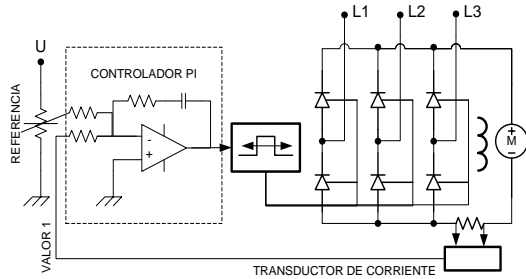 L1
L2
L3
U
CONTROLADOR PI
REFERENCIA
-
+
+
M
-
VALOR 1
TRANSDUCTOR DE CORRIENTE